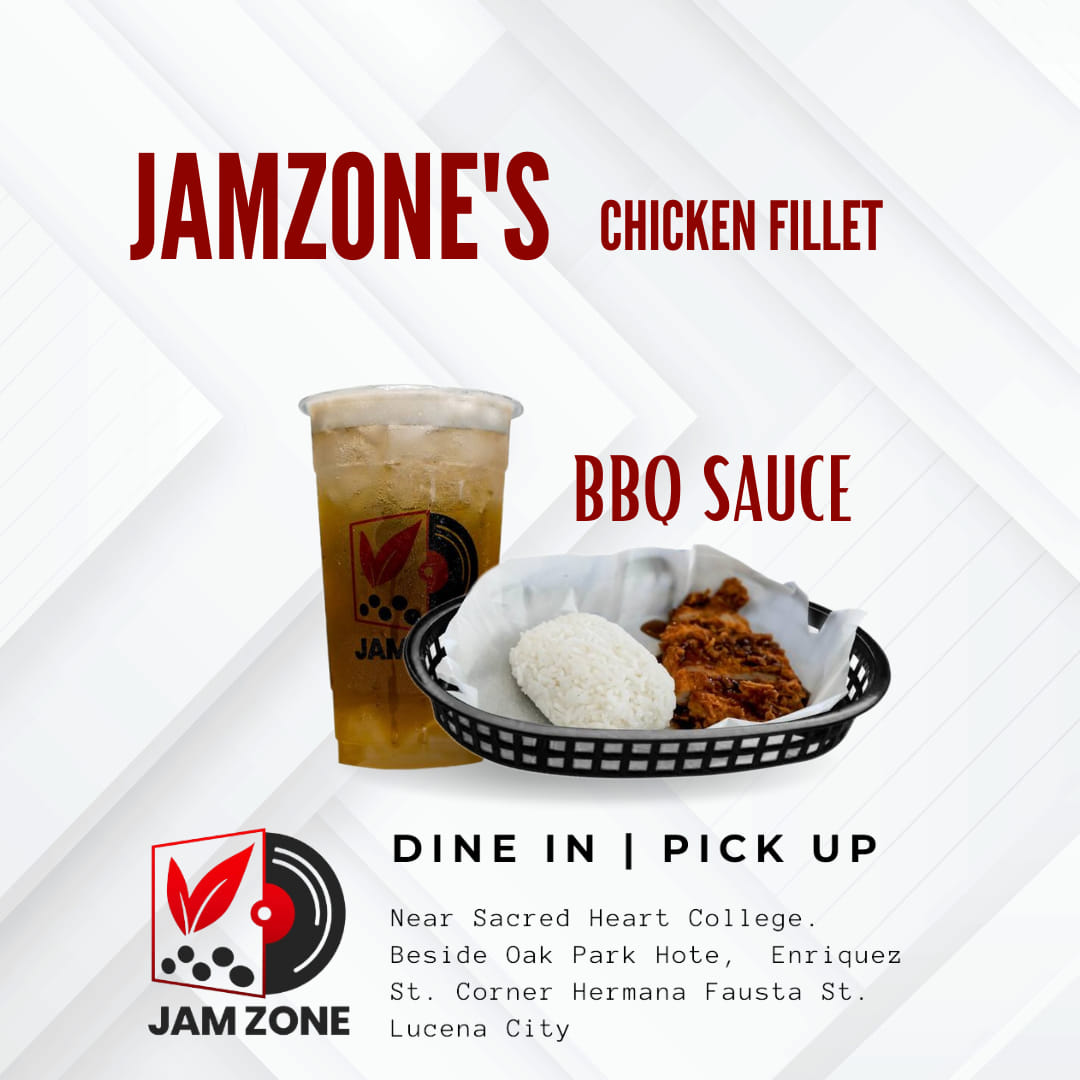 JAMZONE'S
CHICKEN FILLET
BBQ SAUCE
JAM
DINE IN | PICK UP
Near Sacred Heart College.
Beside Oak Park Hote, Enriquez
St. Corner Hermana Fausta St.
Lucena City
JAM ZONE